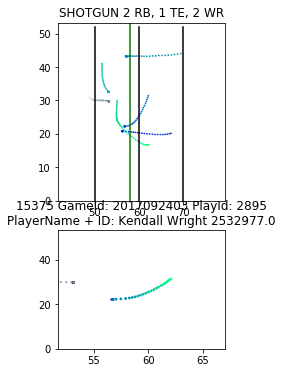 SHOTGUN 2 RB, 1 TE, 2 WR
50
40
30
20
10
0
50 60 70
15375 GameId: 2017092403 PlayId: 2895
PlayerName + ID: Kendall Wright 2532977.0
40
20
0
55 60 65